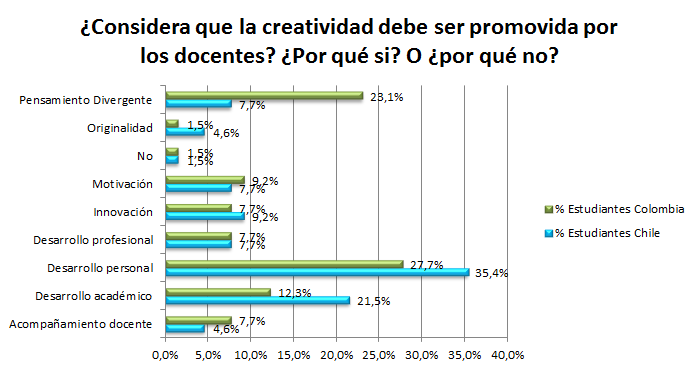 ¿Considera que la creatividad debe ser promovida por
los docentes? ¿Por qué si? O ¿por qué no?
Pensamiento Divergente
23,1%
7,7%
Originalidad
1,5%
4,6%
No
1,5%
1,5%
Motivación
9,2%
7,7%
Innovación
7,7%
9,2%
Desarrollo profesional
7,7%
7,7%
Desarrollo personal
27,7%
35,4%
Desarrollo académico
12,3%
21,5%
Acompañamiento docente
7,7%
4,6%
0,0% 5,0% 10,0% 15,0% 20,0% 25,0% 30,0% 35,0% 40,0%
% Estudiantes Colombia
% Estudiantes Chile